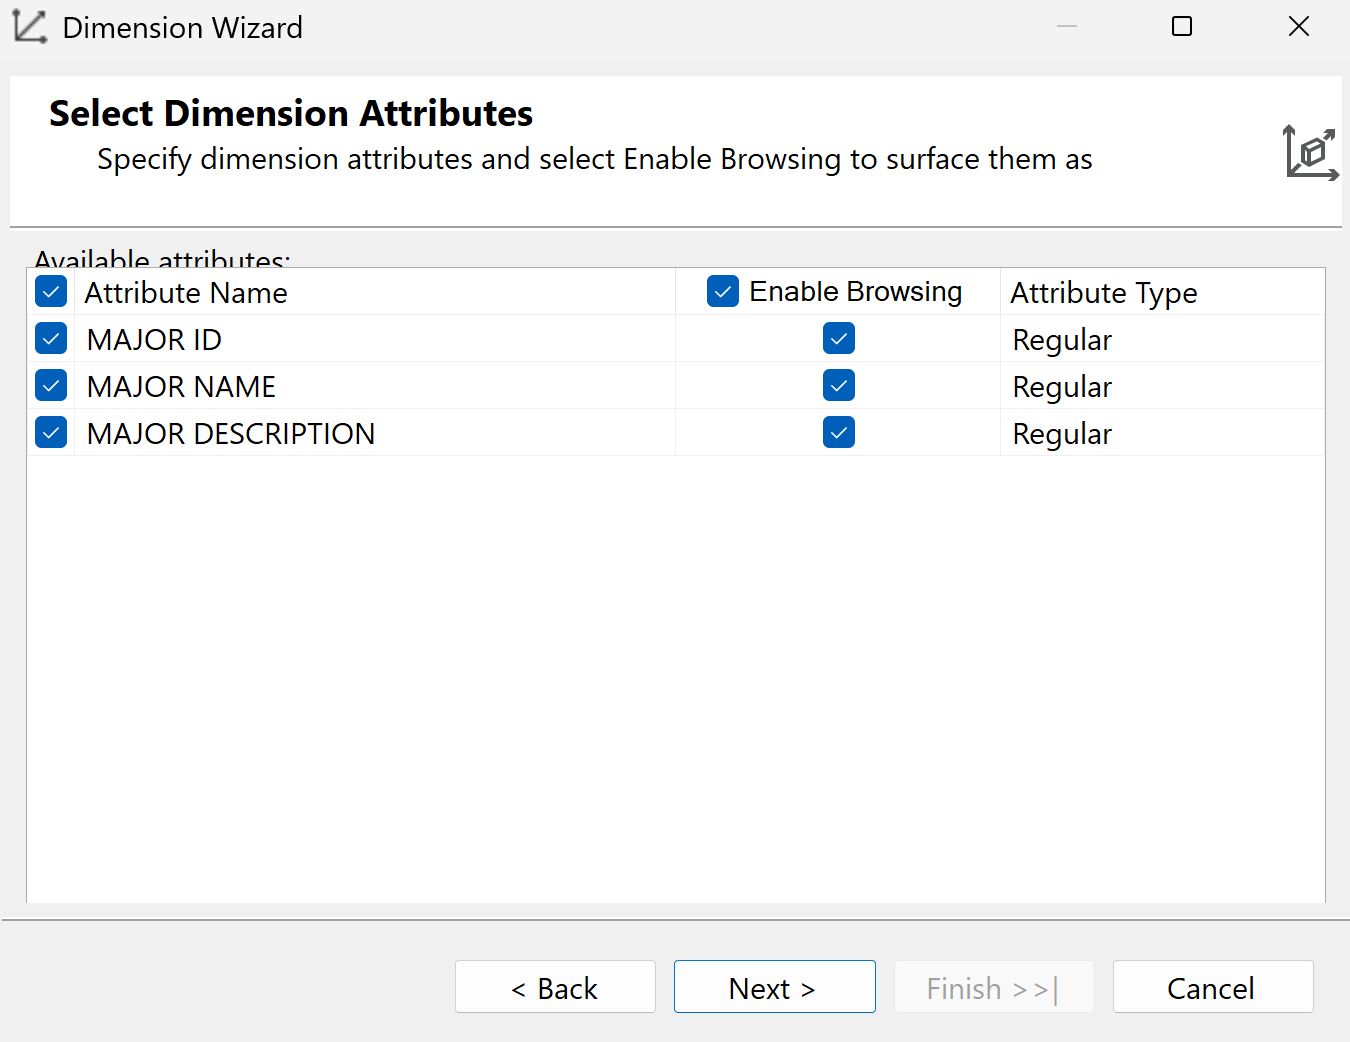 Dimension Wizard
Select Dimension Attributes
Specify dimension attributes and select Enable Browsing to surface them as
Available attributes:
Attribute Name Enable Browsing Attribute Type
MAJOR ID Regular
MAJOR NAME Regular
MAJOR DESCRIPTION Regular
< Back Next > Finish >>| Cancel